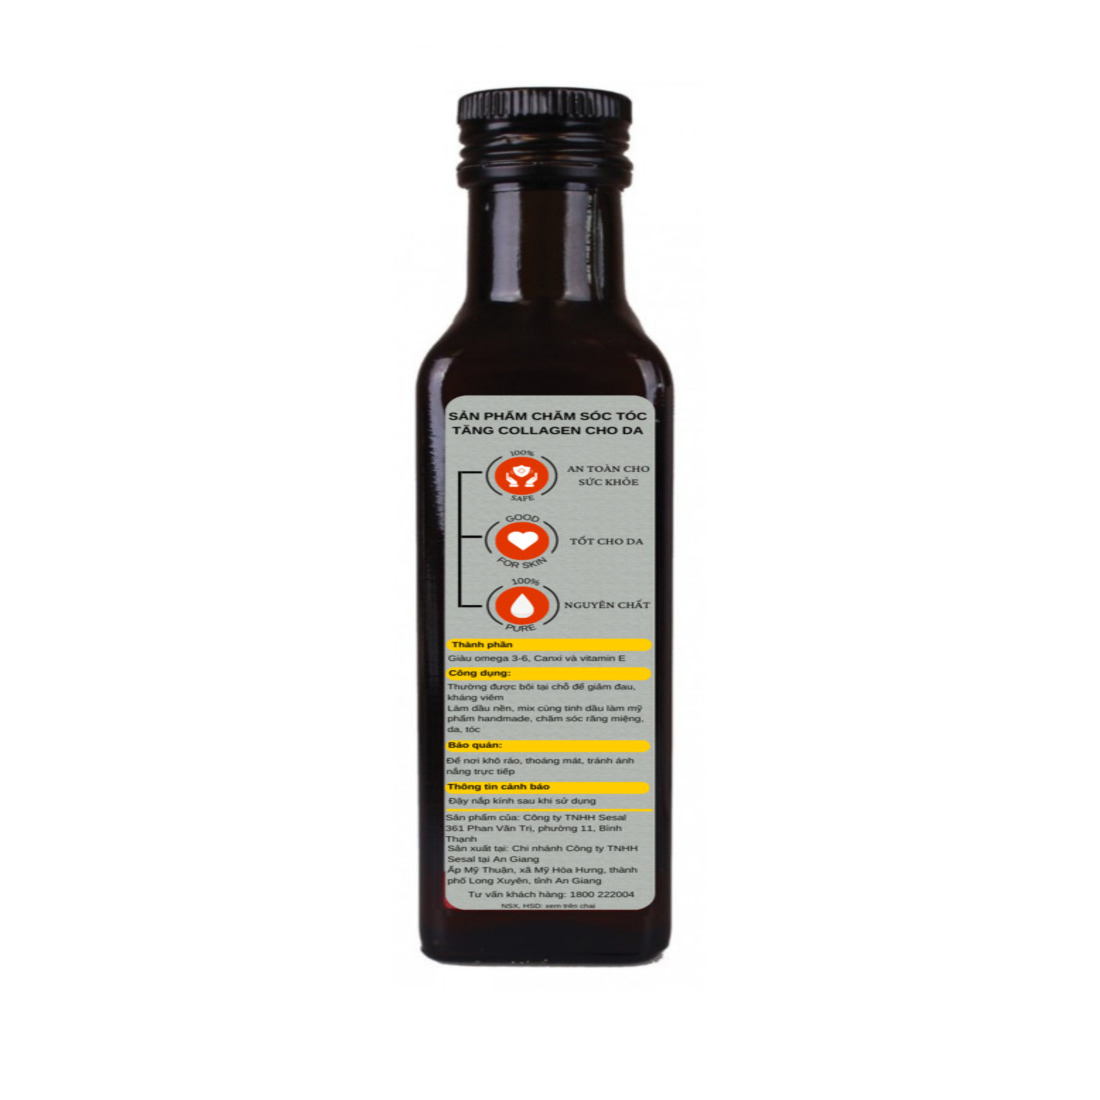 SẢN PHẨM CHĂM SÓC TÓC
TĂNG COLLAGEN CHO DA
100%
SAFE
AN TOÀN CHO
SỨC KHỎE
GOOD
FOR SKIN
TỐT CHO DA
100%
PURE
NGUYÊN CHẤT
Thành phần
Giàu omega 3-6, Canxi và vitamin E
Công dụng:
Thường được bôi tại chỗ để giảm đau,
kháng viêm
Làm dầu nền, mix cùng tinh dầu làm mỹ
phẩm handmade, chăm sóc răng miệng,
da, tóc
Bảo quản:
Để nơi khô ráo, thoáng mát, tránh ánh
nắng trực tiếp
Thông tin cảnh báo
Đậy nắp kính sau khi sử dụng
Sản phẩm của: Công ty TNHH Sesal
361 Phan Văn Trị, phường 11, Bình
Thạnh
Sản xuất tại: Chi nhánh Công ty TNHH
Sesal tại An Giang
Ấp Mỹ Thuận, xã Mỹ Hòa Hưng, thành
phố Long Xuyên, tỉnh An Giang
Tư vấn khách hàng: 1800 222004
NSX, HSD: xem trên chai